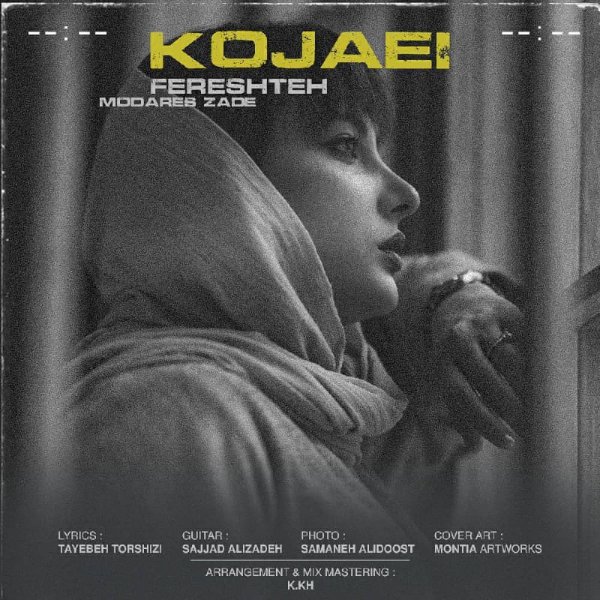 --:-- --:--
KOJAEI
FERESHTEH
MODARES ZADE
LYRICS : GUITAR : PHOTO : COVER ART :
TAYEBEH TORSHIZI SAJJAD ALIZADEH SAMANEH ALIDOOST MONTIA ARTWORKS
ARRANGEMENT & MIX MASTERING :
K.KH